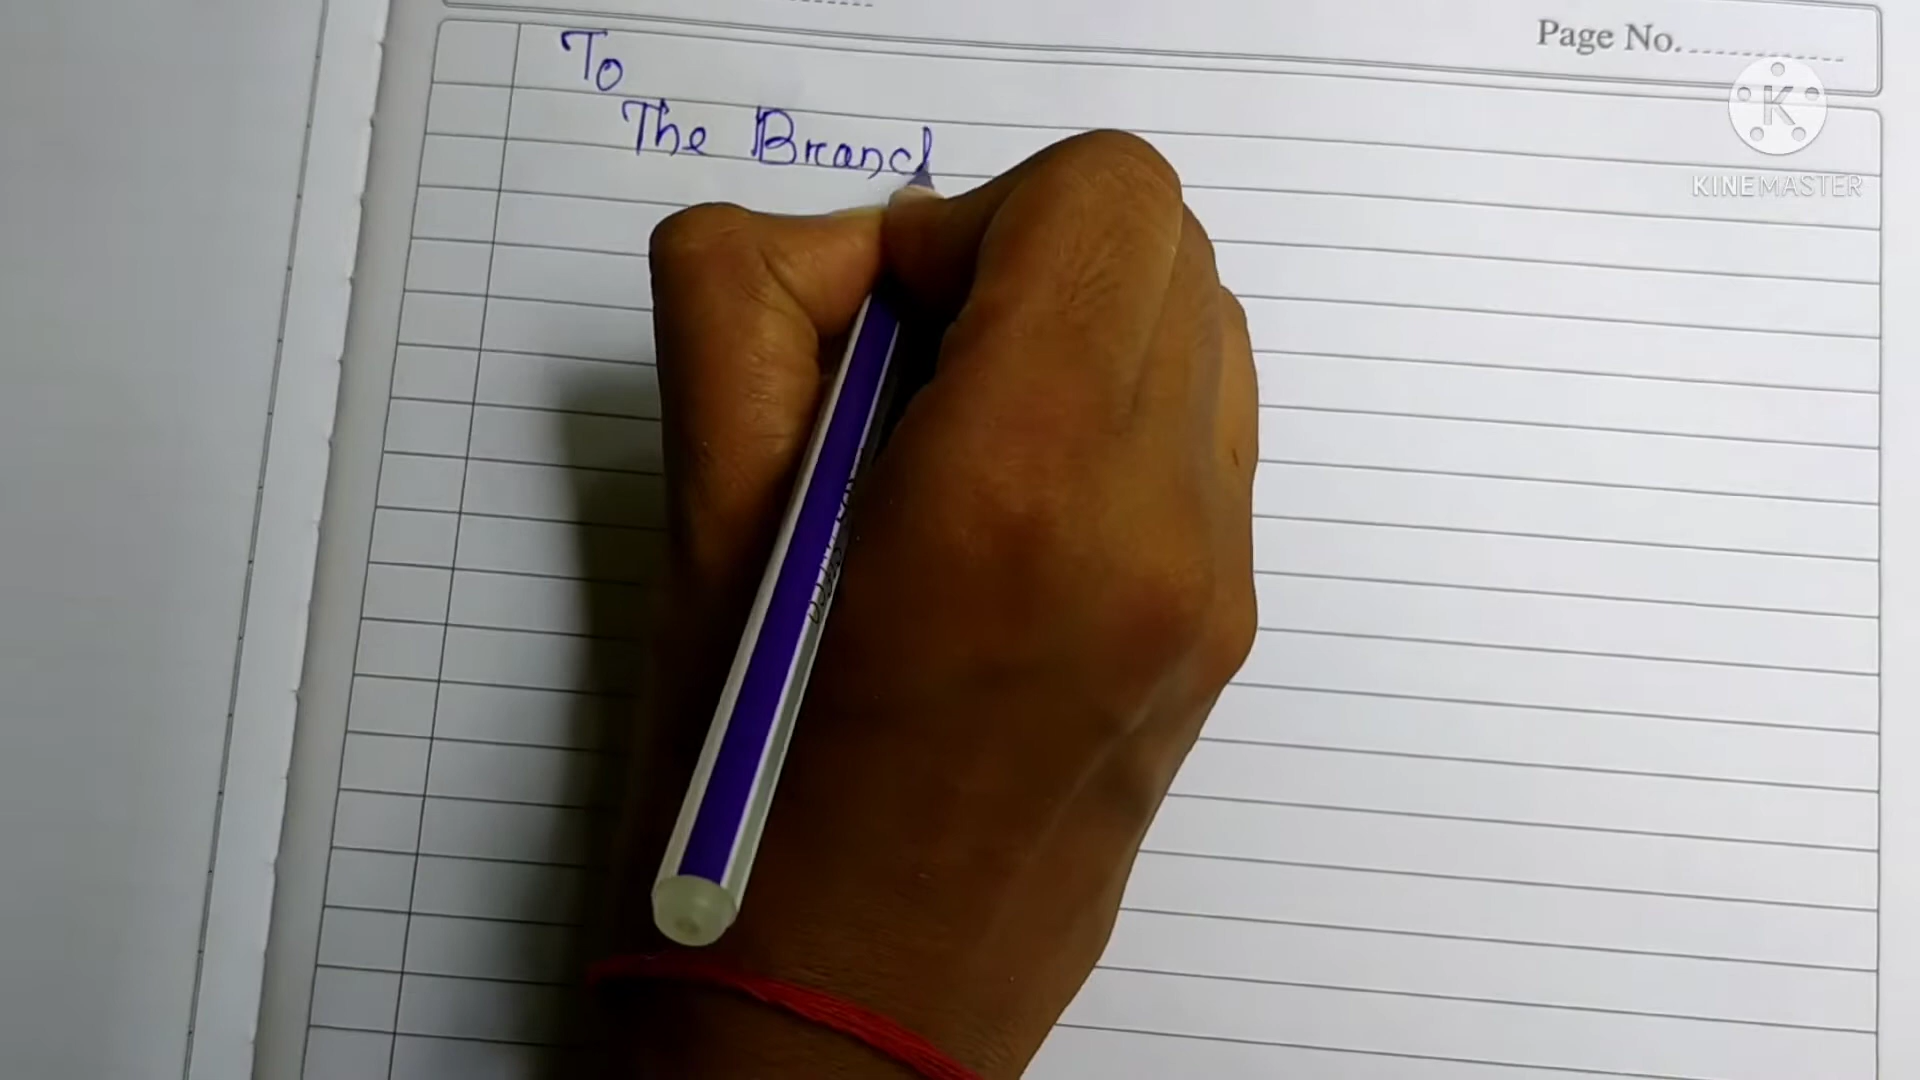 Page No.
To
The Branch
KINEMASTER